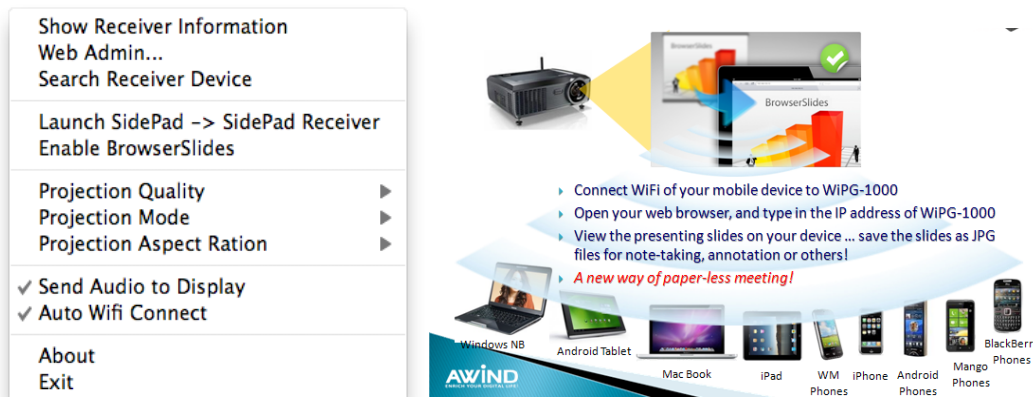 Show Receiver Information
Web Admin...
Search Receiver Device
Launch SidePad -> SidePad Receiver
Enable BrowserSlides
Projection Quality
Projection Mode
Projection Aspect Ration
Send Audio to Display
Auto Wifi Connect
About
Exit
BrowserSlides
BrowserSlides
Connect WiFi of your mobile device to WiPG-1000
Open your web browser, and type in the IP address of WiPG-1000
View the presenting slides on your device ... save the slides as JPG
files for note-taking, annotation or others!
A new way of paper-less meeting!
Windows NB
Android Tablet
Mac Book
iPad
WM
Phones
iPhone
Android
Phones
Mango
Phones
BlackBerr
Phones
AWIND
ENRICH YOUR DIGITAL LIFE!